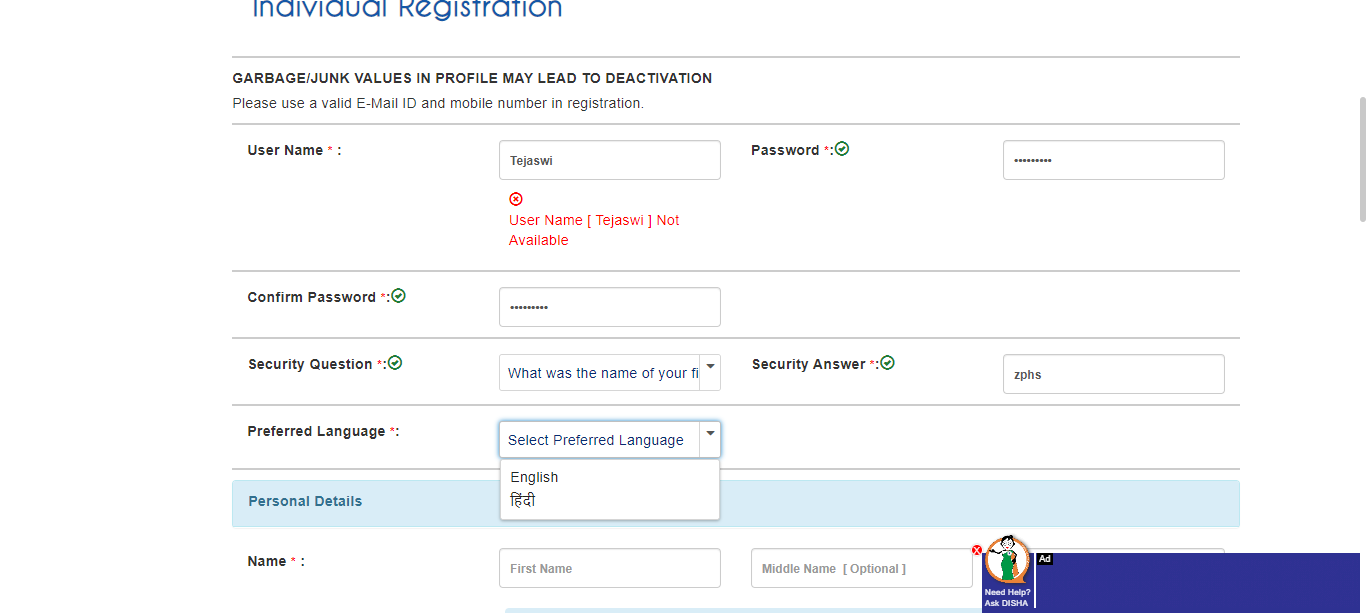 Individual Registration
GARBAGE/JUNK VALUES IN PROFILE MAY LEAD TO DEACTIVATION
Please use a valid E-Mail ID and mobile number in registration.
User Name * :
Tejaswi
Password *:
•••••••••
User Name [ Tejaswi ] Not
Available
Confirm Password *:
•••••••••
Security Question *:
What was the name of your fi
Security Answer *:
zphs
Preferred Language *:
Select Preferred Language
English
हिंदी
Personal Details
Name * :
First Name
Middle Name [ Optional ]
Ad
Need Help?
Ask DISHA